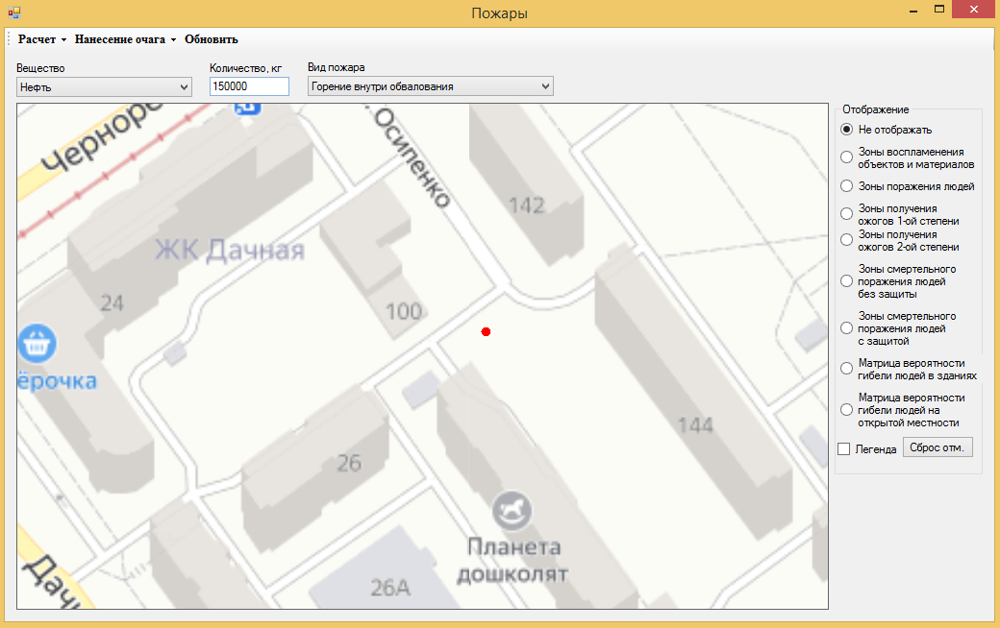 Пожары
Расчет Нанесение очага Обновить
Вещество
Количество, кг
Вид пожара
Нефть
150000
Горение внутри обвалования
Черноре
. Осипенко
142
ЖК Дачная
24
100
ёрочка
144
26
Планета
дошколят
26А
Дачн
Отображение
Не отображать
Зоны воспламенения
объектов и материалов
Зоны поражения людей
Зоны получения
ожогов 1-ой степени
Зоны получения
ожогов 2-ой степени
Зоны смертельного
поражения людей
без защиты
Зоны смертельного
поражения людей
с защитой
Матрица вероятности
гибели людей в зданиях
Матрица вероятности
гибели людей на
открытой местности
Легенда
Сброс отм.